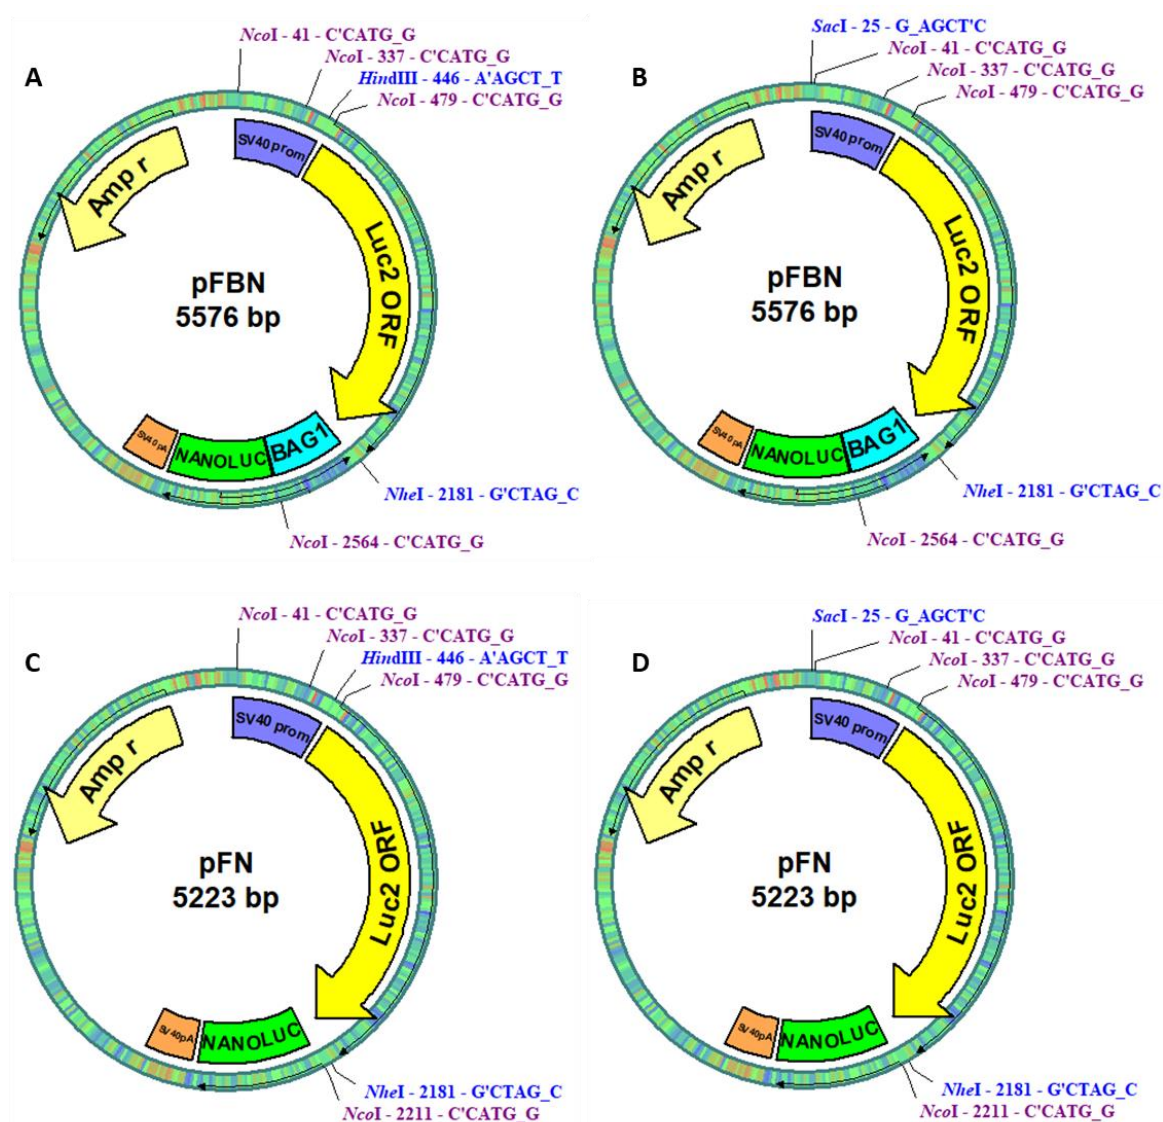 A
NcoI - 41 - C'CATG_G
NcoI - 337 - C'CATG_G
HindIII - 446 - A'AGCT_T
NcoI - 479 - C'CATG_G
Amp r
SV40 prom
Luc2 ORF
pFBN
5576 bp
SV40 pA
NANOLUC
BAG1
NheI - 2181 - G'CTAG_C
NcoI - 2564 - C'CATG_G
B
SacI - 25 - G_AGCT'C
NcoI - 41 - C'CATG_G
NcoI - 337 - C'CATG_G
NcoI - 479 - C'CATG_G
Amp r
SV40 prom
Luc2 ORF
pFBN
5576 bp
SV40 pA
NANOLUC
BAG1
NheI - 2181 - G'CTAG_C
NcoI - 2564 - C'CATG_G
C
NcoI - 41 - C'CATG_G
NcoI - 337 - C'CATG_G
HindIII - 446 - A'AGCT_T
NcoI - 479 - C'CATG_G
Amp r
SV40 prom
Luc2 ORF
pFN
5223 bp
SV40pA
NANOLUC
NheI - 2181 - G'CTAG_C
NcoI - 2211 - C'CATG_G
D
SacI - 25 - G_AGCT'C
NcoI - 41 - C'CATG_G
NcoI - 337 - C'CATG_G
NcoI - 479 - C'CATG_G
Amp r
SV40 prom
Luc2 ORF
pFN
5223 bp
SV40pA
NANOLUC
NheI - 2181 - G'CTAG_C
NcoI - 2211 - C'CATG_G